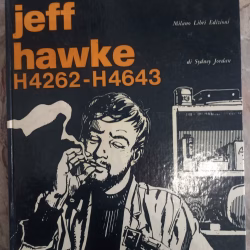 jeff
Milano Libri Edizioni
hawke
di Sydney Jordan
H4262-H4643